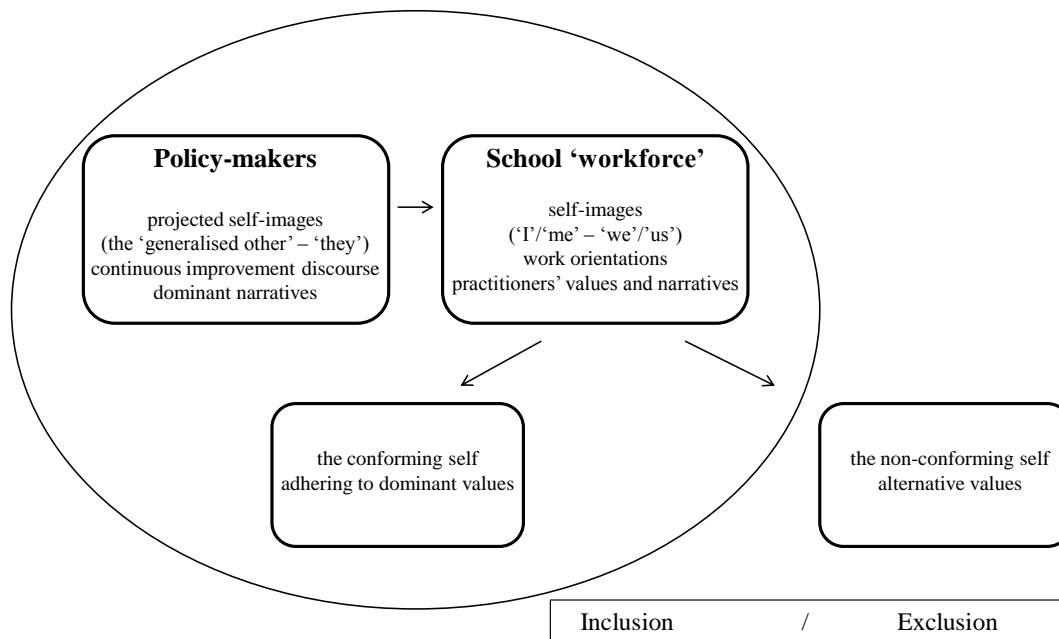 Policy-makers
projected self-images
(the ‘generalised other’ – ‘they’)
continuous improvement discourse
dominant narratives
School ‘workforce’
self-images
(‘I’/‘me’ – ‘we’/‘us’)
work orientations
practitioners’ values and narratives
the conforming self
adhering to dominant values
the non-conforming self
alternative values
Inclusion / Exclusion